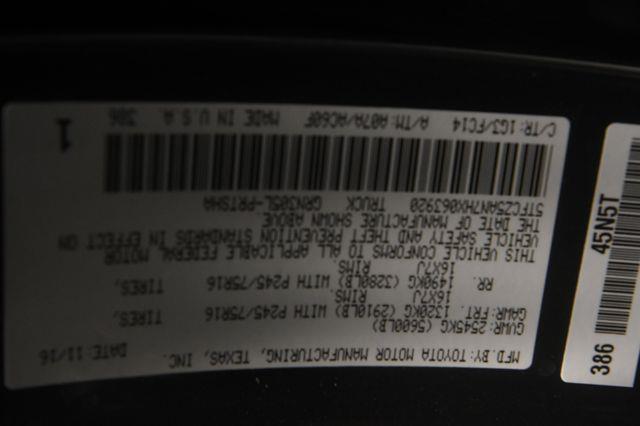 MFD.BY: TOYOTA MOTOR MANUFACTURING, TEXAS, INC. DATE: 11/16
GVWR: 2545KG (5600LB)
GAWR: FRT. 1320KG (2910LB) WITH P245/75R16 TIRES,
16X7J RIMS.
RR. 1490KG (3280LB) WITH P245/75R16 TIRES,
16X7J RIMS
THIS VEHICLE CONFORMS TO ALL APPLICABLE FEDERAL MOTOR
VEHICLE SAFETY AND THEFT PREVENTION STANDARDS IN EFFECT ON
THE DATE OF MANUFACTURE SHOWN ABOVE.
5TFCZ5AN7HX063920 TRUCK GRN305L-PRTSHA
C/TR: 1G3/FC14 A/TM: A07A/AC60F MADE IN U.S.A. 386
1
386 45N5T